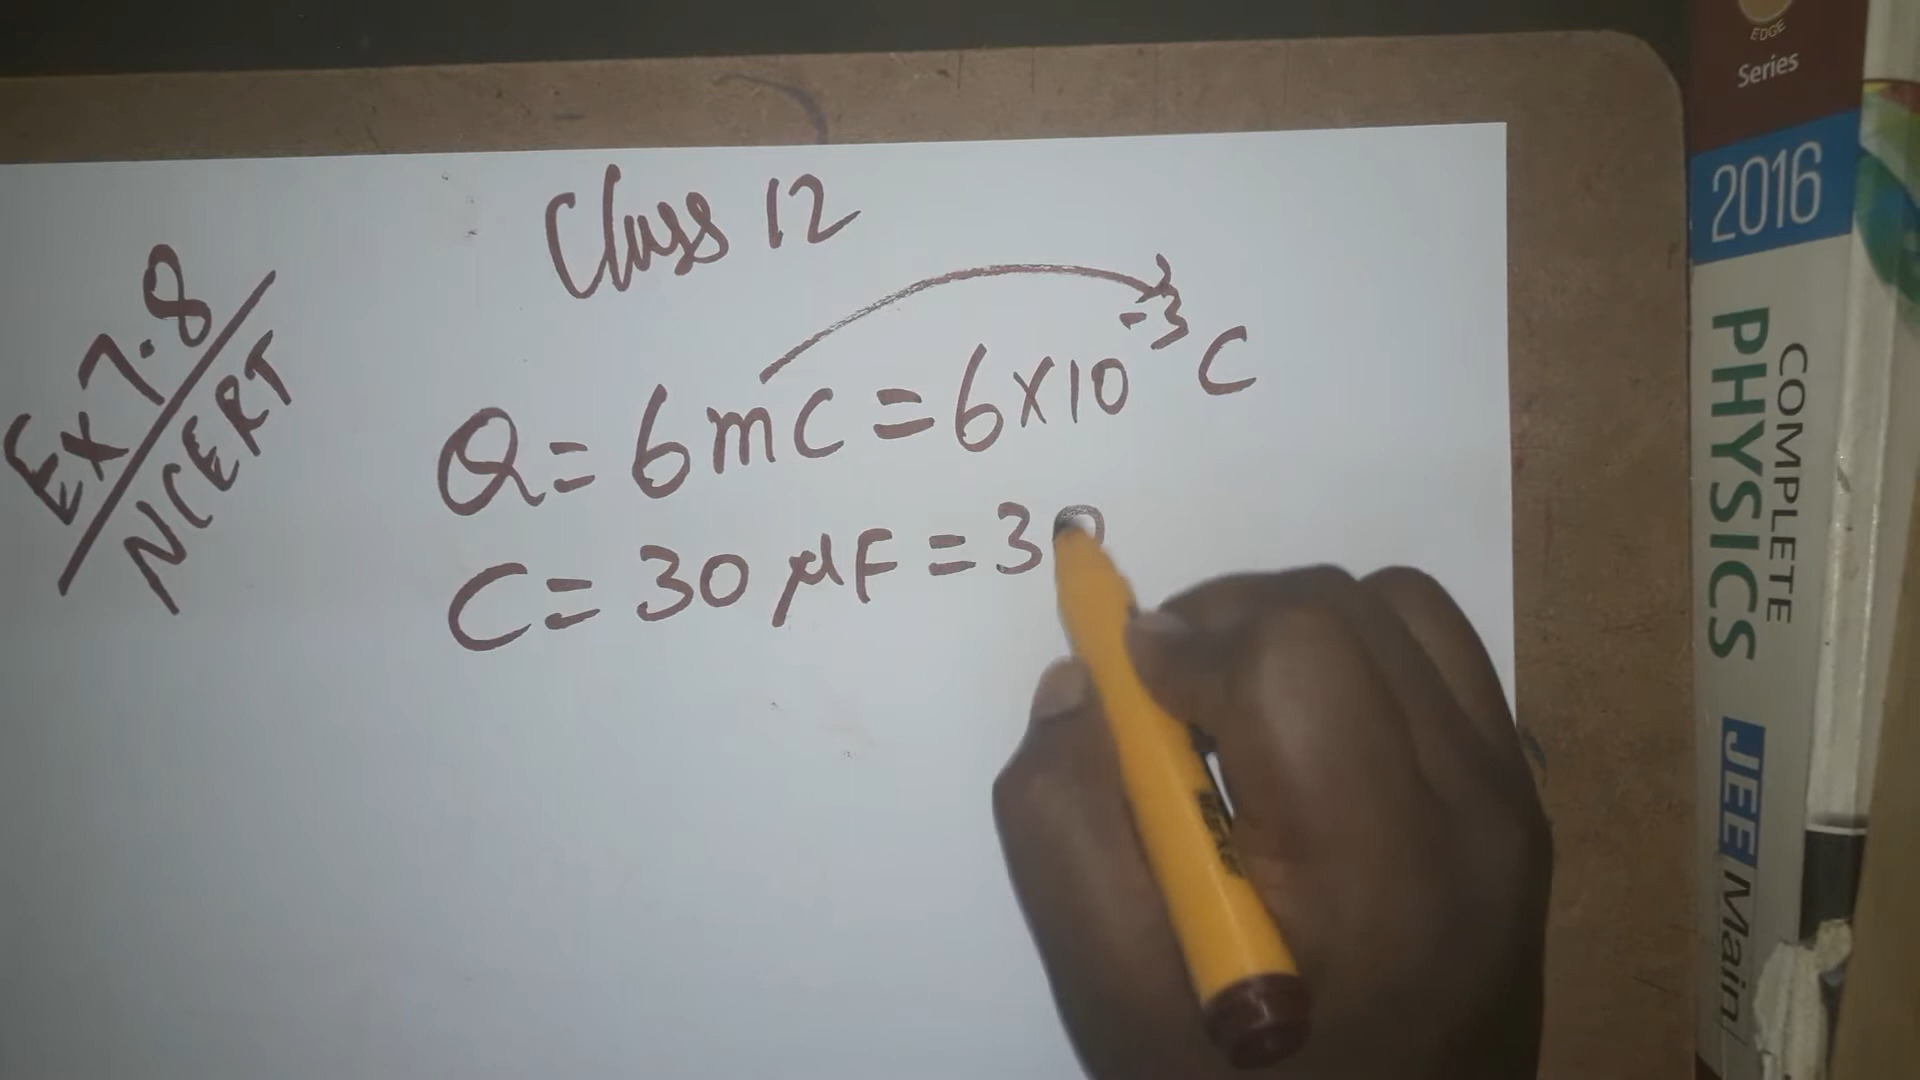 Class 12
Ex 7.8
NCERT
Q = 6 mC = 6×10⁻³ C
C = 30 μF = 30
EDGE
Series
2016
COMPLETE
PHYSICS
JEE Main